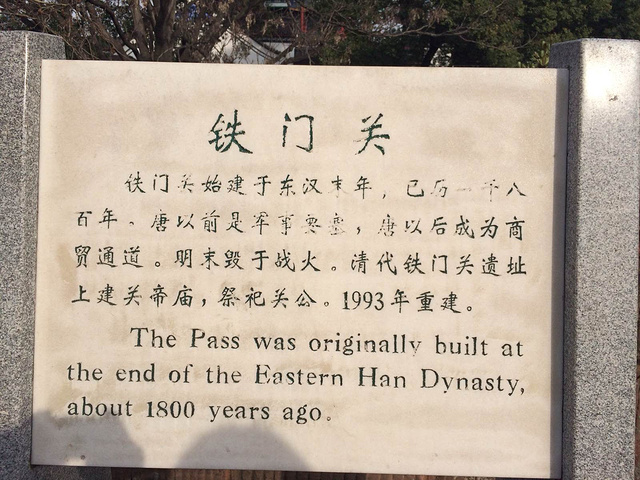 铁门关
铁门关始建于东汉末年，已历一千八
百年。唐以前是军事要塞，唐以后成为商
贸通道。明末毁于战火。清代铁门关遗址
上建关帝庙，祭祀关公。1993年重建。
The Pass was originally built at
the end of the Eastern Han Dynasty,
about 1800 years ago.